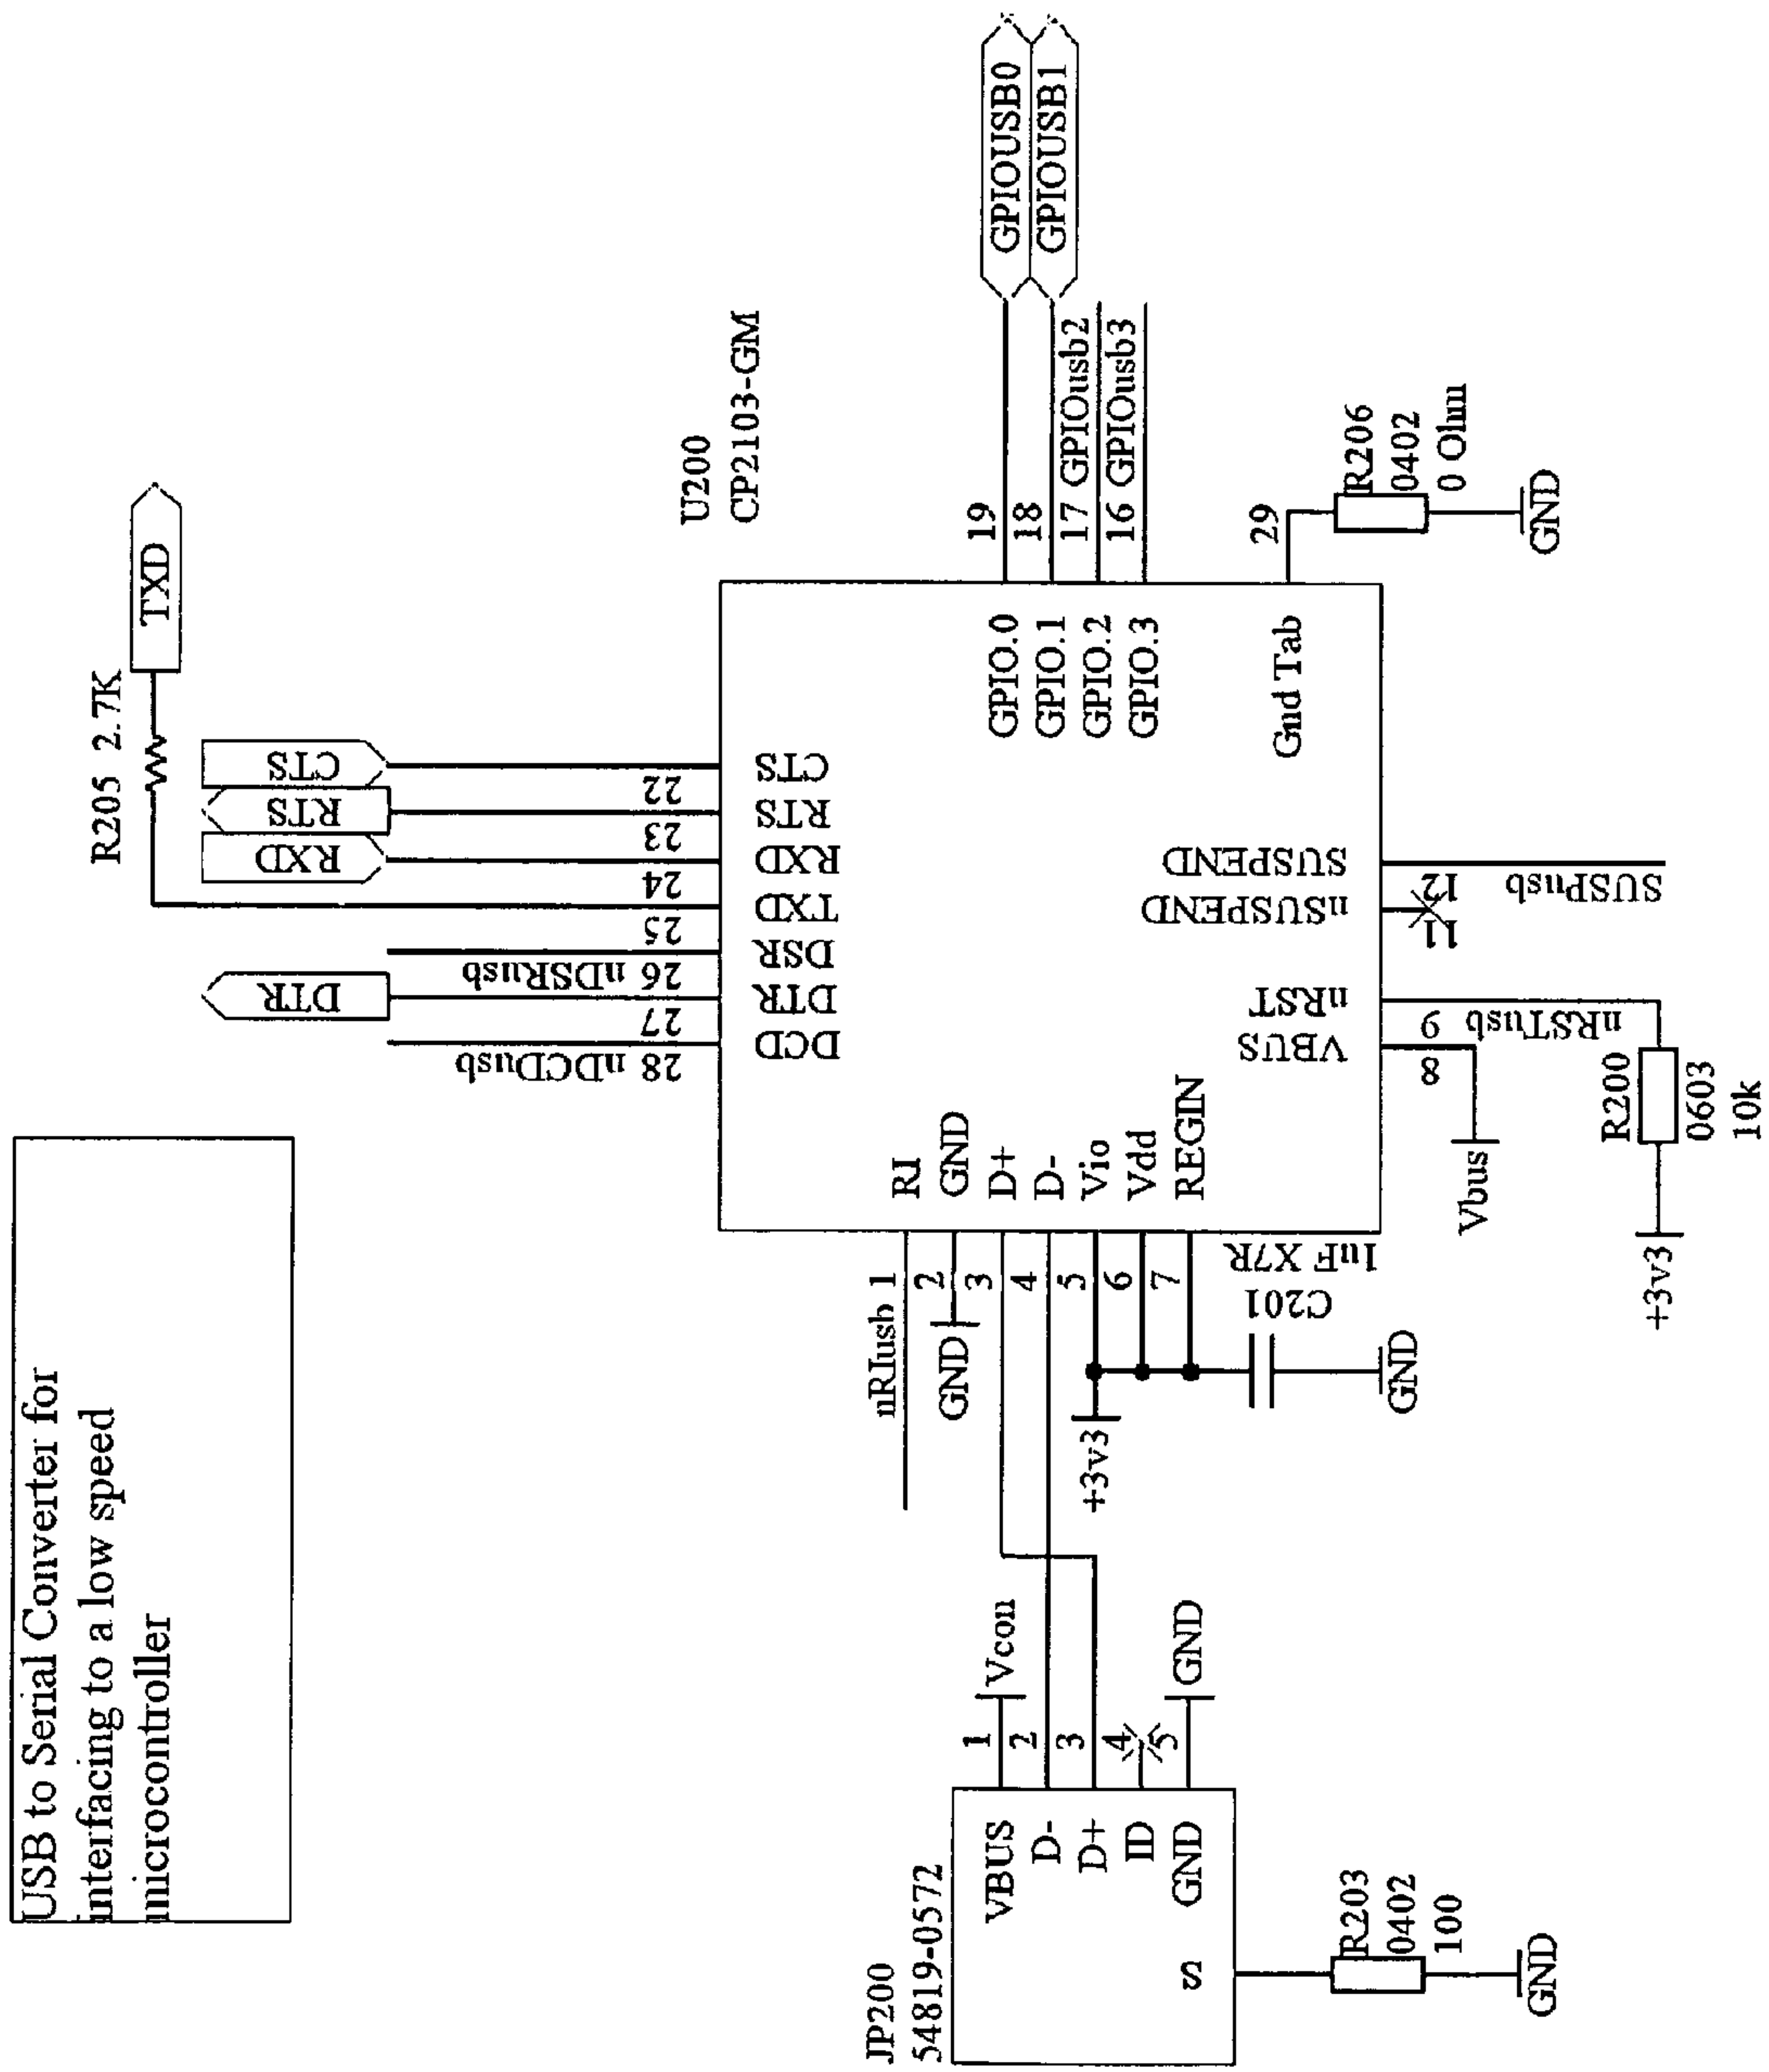 USB to Serial Converter for
interfacing to a low speed
microcontroller
R205 2.7K
TXD
DTR
RXD
RTS
CTS
28 nDCDusb
27
26 nDSRusb
25
24
23
22
U200
CP2103-GM
DCD
DTR
DSR
TXD
RXD
RTS
CTS
nRIusb 1
RI
GND
2
GND
3
D+
4
D-
+3v3
5
Vio
6
Vdd
7
REGIN
C201
1uF X7R
GND
GPIO.0
19
GPIOUSB0
GPIO.1
18
GPIOUSB1
GPIO.2
17 GPIOusb2
GPIO.3
16 GPIOusb3
Gnd Tab
29
R206
0402
0 Ohm
GND
VBUS
nRST
nSUSPEND
SUSPEND
8
9
11
12
Vbus
nRSTusb
SUSPusb
R200
0603
10k
+3v3
JP200
54819-0572
VBUS
1
Vcon
D-
2
D+
3
ID
4
GND
5
GND
S
R203
0402
100
GND